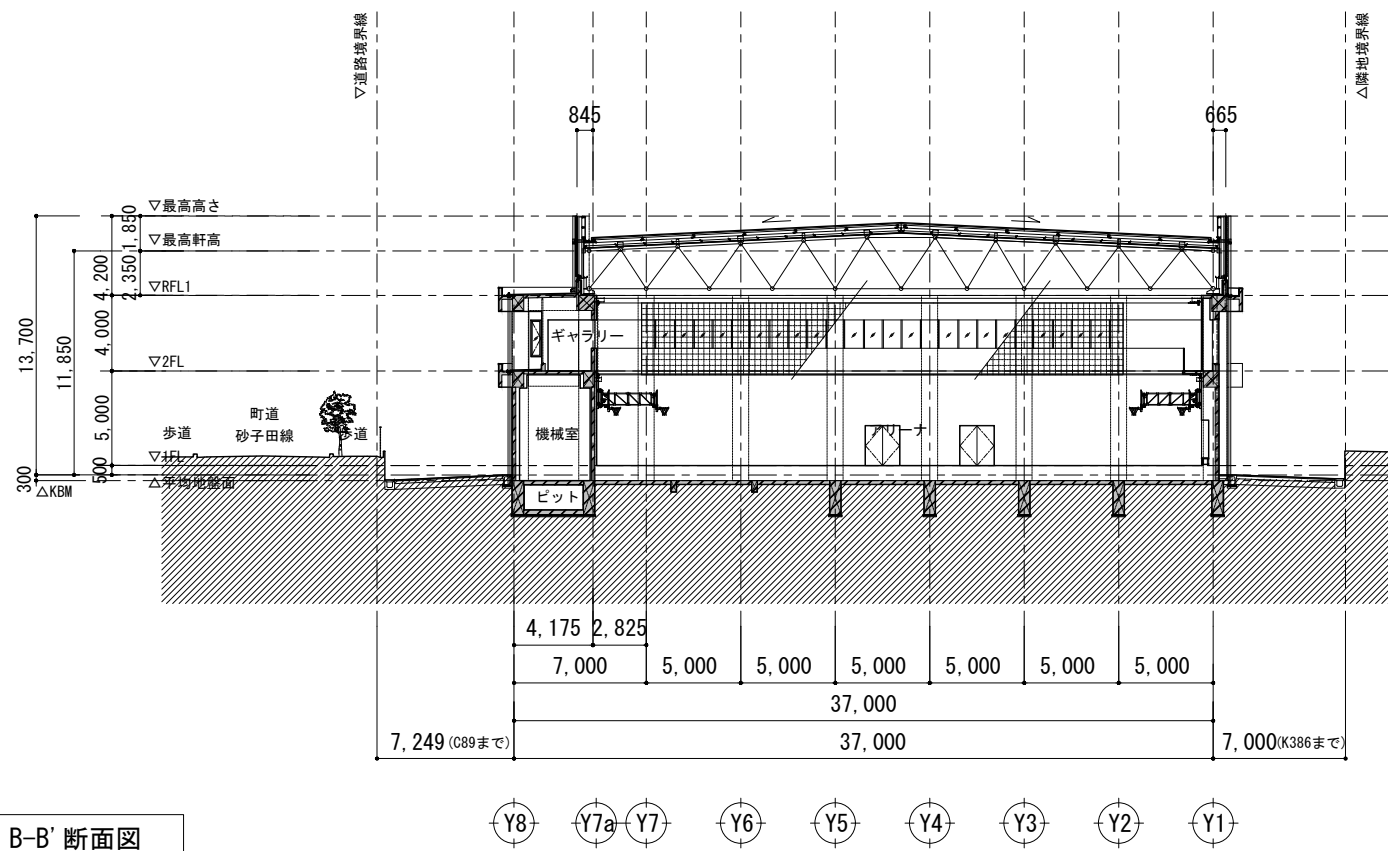 ▽道路境界線
△隣地境界線
845
665
▽最高高さ
1,850
▽最高軒高
4,200
2,350
▽RFL1
4,000
ギャラリー
13,700
11,850
▽2FL
5,000
町道
歩道
砂子田線
歩道
機械室
アリーナ
▽1FL
500
△平均地盤面
300
△KBM
ピット
4,175
2,825
7,000
5,000
5,000
5,000
5,000
5,000
5,000
37,000
7,249(C89まで)
37,000
7,000(K386まで)
Y8
Y7a
Y7
Y6
Y5
Y4
Y3
Y2
Y1
B-B'断面図